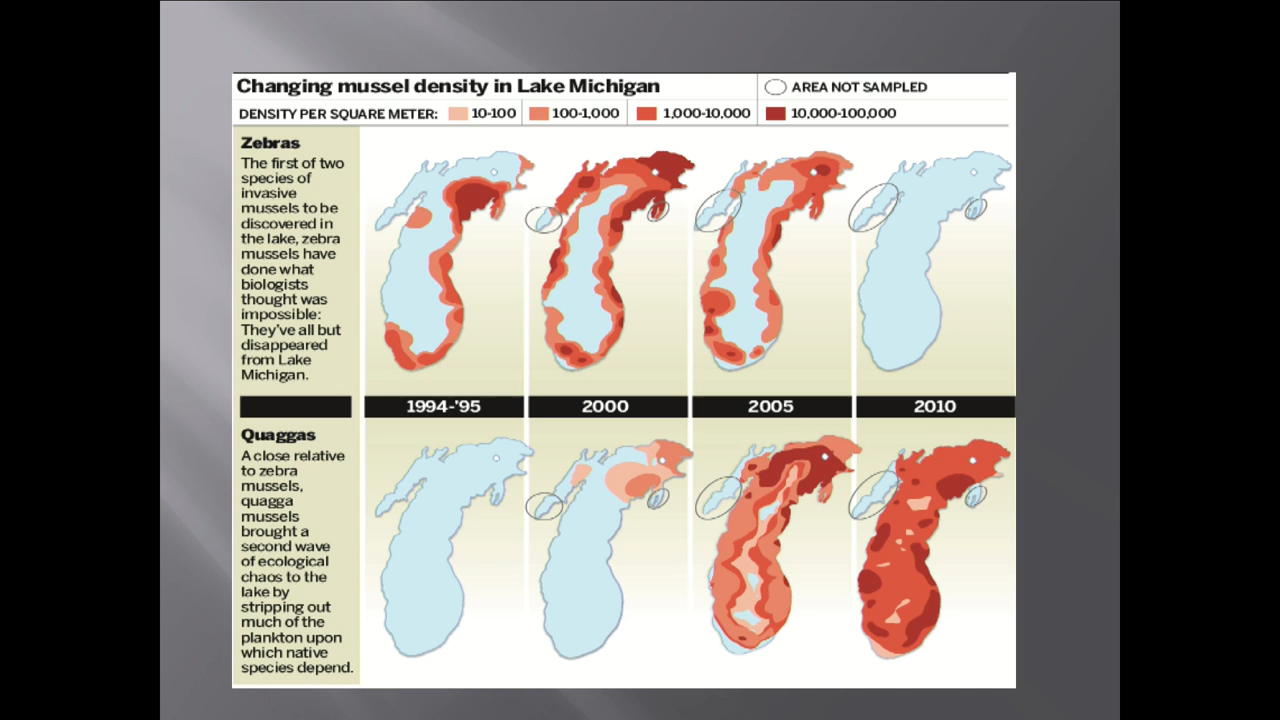 Changing mussel density in Lake Michigan
AREA NOT SAMPLED
DENSITY PER SQUARE METER:
10-100
100-1,000
1,000-10,000
10,000-100,000
Zebras
The first of two
species of
invasive
mussels to be
discovered in
the lake, zebra
mussels have
done what
biologists
thought was
impossible:
They've all but
disappeared
from Lake
Michigan.
1994-'95
2000
2005
2010
Quaggas
A close relative
to zebra
mussels,
quagga
mussels
brought a
second wave
of ecological
chaos to the
lake by
stripping out
much of the
plankton upon
which native
species depend.